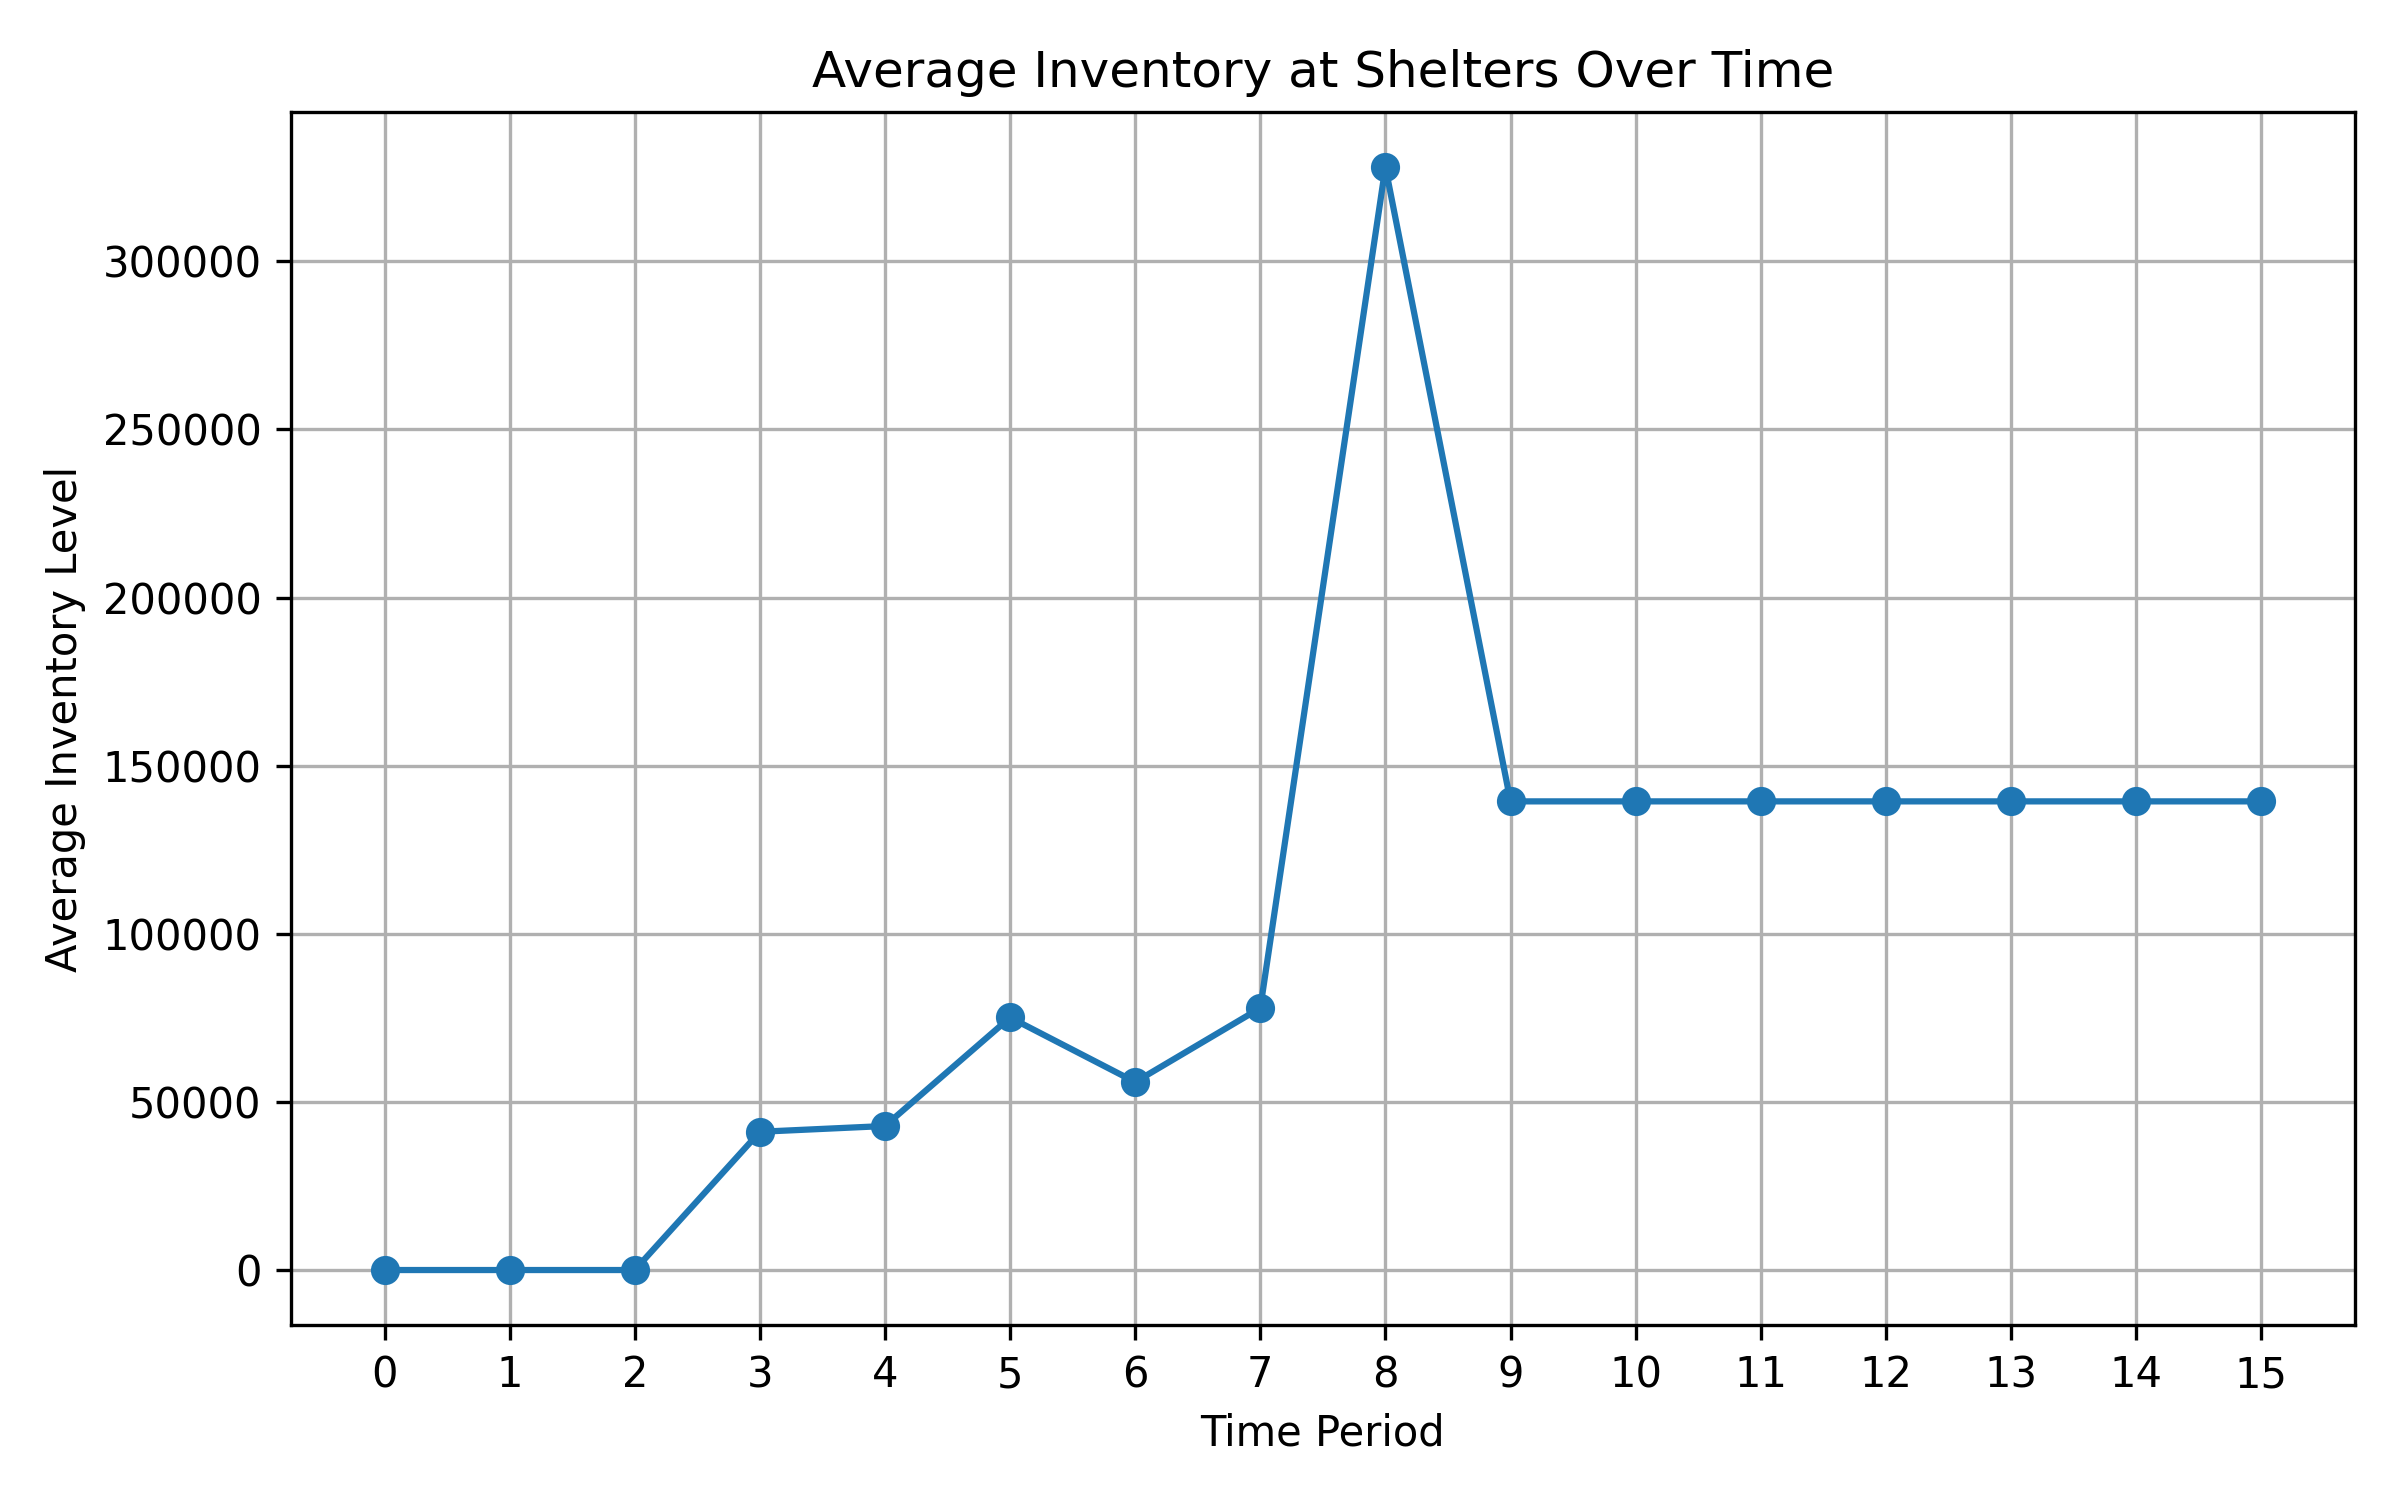 Average Inventory at Shelters Over Time
Average Inventory Level
300000
250000
200000
150000
100000
50000
0
0 1 2 3 4 5 6 7 8 9 10 11 12 13 14 15
Time Period